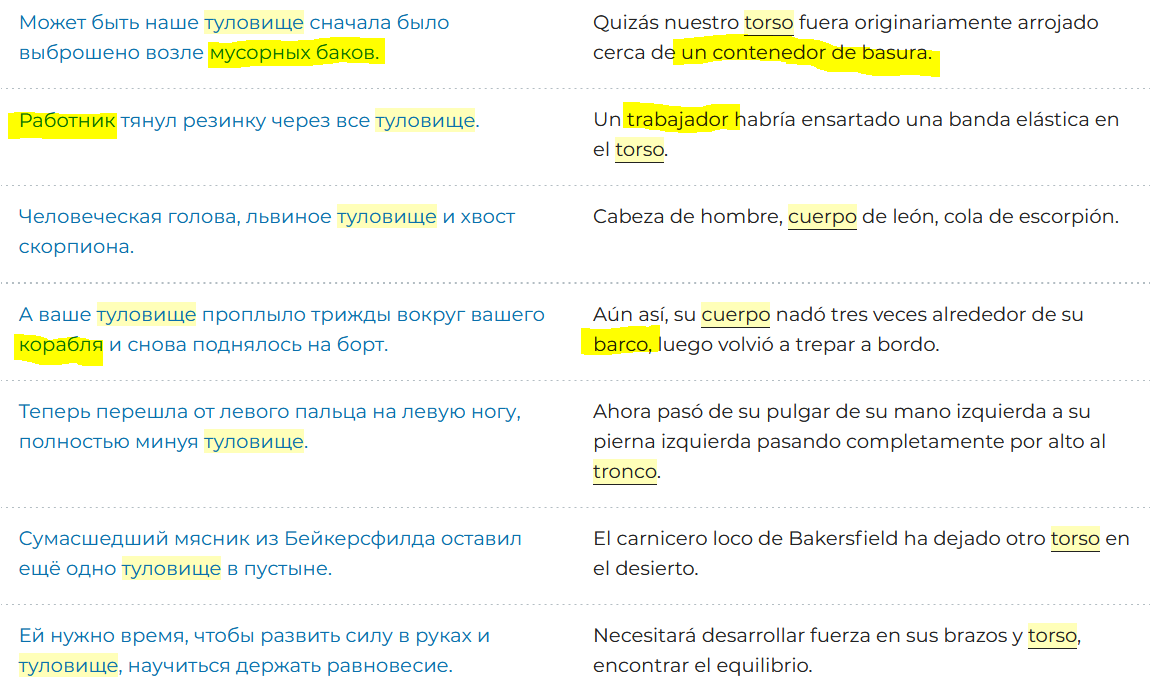 Может быть наше туловище сначала было
выброшено возле мусорных баков.
Quizás nuestro torso fuera originariamente arrojado
cerca de un contenedor de basura.
Работник тянул резинку через все туловище.
Un trabajador habría ensartado una banda elástica en
el torso.
Человеческая голова, львиное туловище и хвост
скорпиона.
Cabeza de hombre, cuerpo de león, cola de escorpión.
А ваше туловище проплыло трижды вокруг вашего
корабля и снова поднялось на борт.
Aún así, su cuerpo nadó tres veces alrededor de su
barco, luego volvió a trepar a bordo.
Теперь перешла от левого пальца на левую ногу,
полностью минуя туловище.
Ahora pasó de su pulgar de su mano izquierda a su
pierna izquierda pasando completamente por alto al
tronco.
Сумасшедший мясник из Бейкерсфилда оставил
ещё одно туловище в пустыне.
El carnicero loco de Bakersfield ha dejado otro torso en
el desierto.
Ей нужно время, чтобы развить силу в руках и
туловище, научиться держать равновесие.
Necesitará desarrollar fuerza en sus brazos y torso,
encontrar el equilibrio.